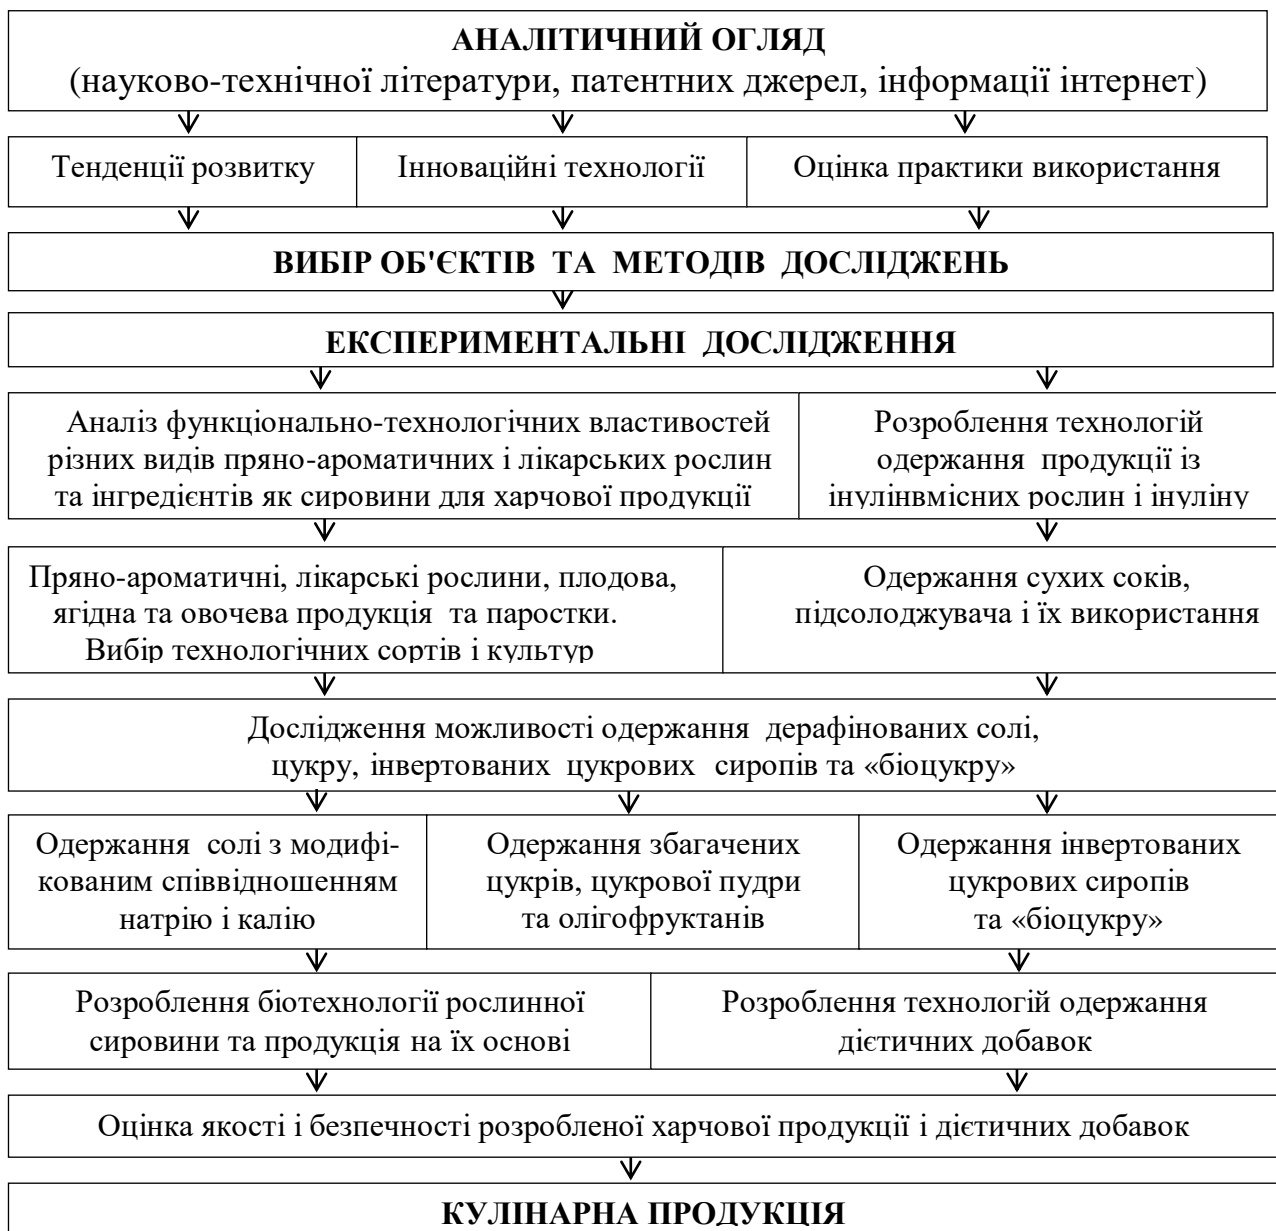 АНАЛІТИЧНИЙ ОГЛЯД
(науково-технічної літератури, патентних джерел, інформації інтернет)
Тенденції розвитку
Інноваційні технології
Оцінка практики використання
ВИБІР ОБ'ЄКТІВ ТА МЕТОДІВ ДОСЛІДЖЕНЬ
ЕКСПЕРИМЕНТАЛЬНІ ДОСЛІДЖЕННЯ
Аналіз функціонально-технологічних властивостей
різних видів пряно-ароматичних і лікарських рослин
та інгредієнтів як сировини для харчової продукції
Розроблення технологій
одержання продукції із
інулінвмісних рослин і інуліну
Пряно-ароматичні, лікарські рослини, плодова,
ягідна та овочева продукція та паростки.
Вибір технологічних сортів і культур
Одержання сухих соків,
підсолоджувача і їх використання
Дослідження можливості одержання дерафінованих солі,
цукру, інвертованих цукрових сиропів та «біоцукру»
Одержання солі з модифі-
кованим співвідношенням
натрію і калію
Одержання збагачених
цукрів, цукрової пудри
та олігофруктанів
Одержання інвертованих
цукрових сиропів
та «біоцукру»
Розроблення біотехнології рослинної
сировини та продукція на їх основі
Розроблення технологій одержання
дієтичних добавок
Оцінка якості і безпечності розробленої харчової продукції і дієтичних добавок
КУЛІНАРНА ПРОДУКЦІЯ